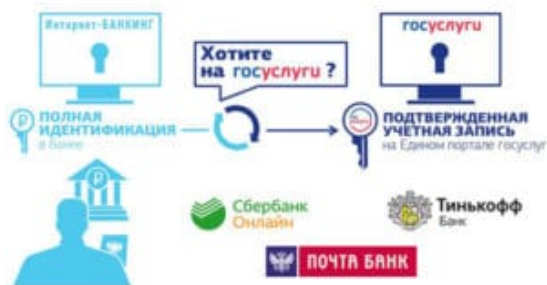 Интернет-БАНКИНГ
госуслуги
Хотите
на госуслуги ?
ПОЛНАЯ
ИДЕНТИФИКАЦИЯ
в банке
ПОДТВЕРЖДЕННАЯ
УЧЕТНАЯ ЗАПИСЬ
на Едином портале госуслуг
Сбербанк
Онлайн
Тинькофф
Банк
ПОЧТА БАНК